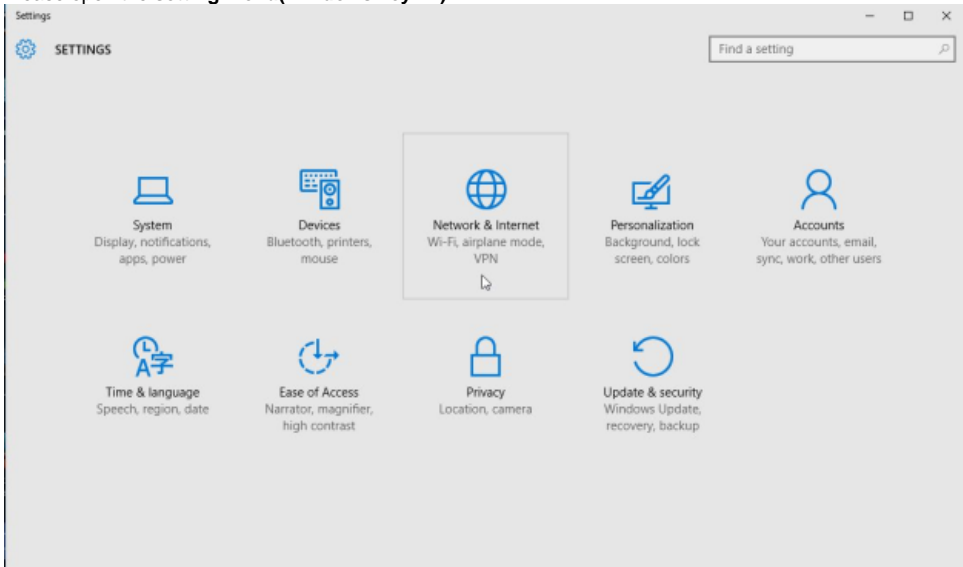 Settings
SETTINGS
Find a setting
System
Display, notifications,
apps, power
Devices
Bluetooth, printers,
mouse
Network & Internet
Wi-Fi, airplane mode,
VPN
Personalization
Background, lock
screen, colors
Accounts
Your accounts, email,
sync, work, other users
Time & language
Speech, region, date
Ease of Access
Narrator, magnifier,
high contrast
Privacy
Location, camera
Update & security
Windows Update,
recovery, backup